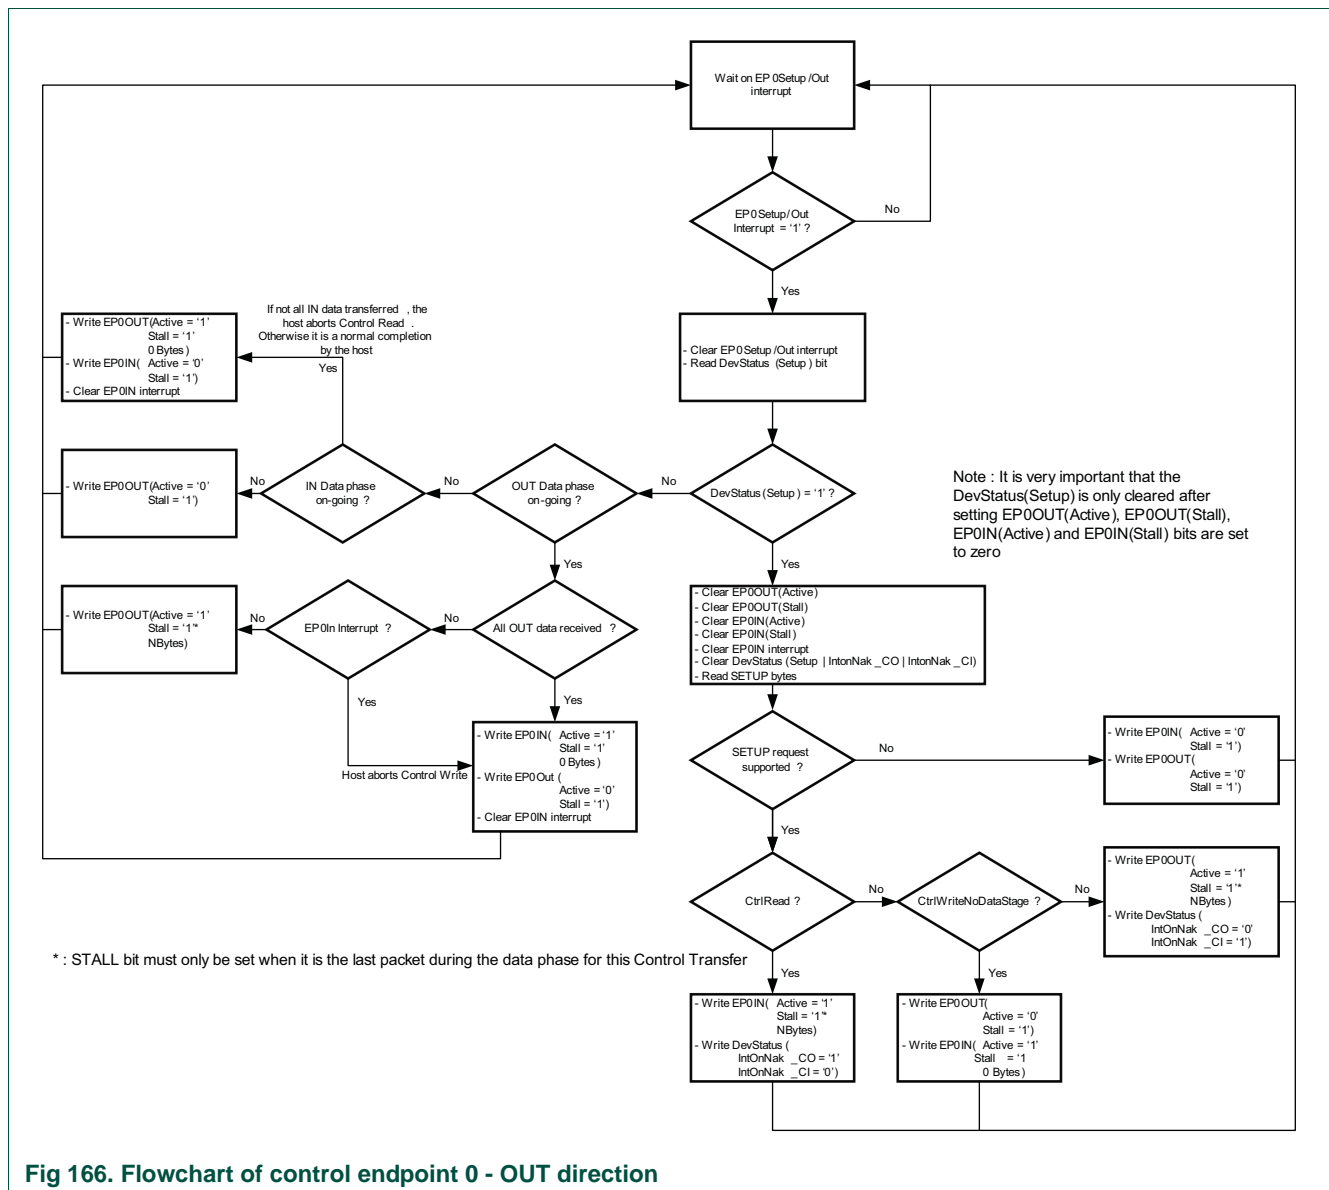 Wait on EP0Setup/Out
interrupt
EP0Setup/Out
Interrupt = ‘1’ ?
No
Yes
- Clear EP0Setup/Out interrupt
- Read DevStatus (Setup) bit
If not all IN data transferred , the
host aborts Control Read .
Otherwise it is a normal completion
by the host
Yes
- Write EP0OUT(Active = ‘1’
Stall = ‘1’
0 Bytes)
- Write EP0IN( Active = ‘0’
Stall = ‘1’)
- Clear EP0IN interrupt
DevStatus (Setup) = ‘1’ ?
No
OUT Data phase
on-going ?
No
IN Data phase
on-going ?
No
- Write EP0OUT(Active = ‘0’
Stall = ‘1’)
Note : It is very important that the
DevStatus(Setup) is only cleared after
setting EP0OUT(Active), EP0OUT(Stall),
EP0IN(Active) and EP0IN(Stall) bits are set
to zero
Yes
Yes
All OUT data received ?
No
EP0In Interrupt ?
No
- Write EP0OUT(Active = ‘1’
Stall = ‘1’*
NBytes)
Yes
Yes
Host aborts Control Write
- Write EP0IN( Active = ‘1’
Stall = ‘1’
0 Bytes)
- Write EP0Out (
Active = ‘0’
Stall = ‘1’)
- Clear EP0IN interrupt
- Clear EP0OUT(Active)
- Clear EP0OUT(Stall)
- Clear EP0IN(Active)
- Clear EP0IN(Stall)
- Clear EP0IN interrupt
- Clear DevStatus (Setup | IntonNak _CO | IntonNak _CI)
- Read SETUP bytes
SETUP request
supported ?
No
- Write EP0IN( Active = ‘0’
Stall = ‘1’)
- Write EP0OUT(
Active = ‘0’
Stall = ‘1’)
Yes
CtrlRead ?
No
CtrlWriteNoDataStage ?
No
- Write EP0OUT(
Active = ‘1’
Stall = ‘1’*
NBytes)
- Write DevStatus (
IntOnNak _CO = ‘0’
IntOnNak _CI = ‘1’)
* : STALL bit must only be set when it is the last packet during the data phase for this Control Transfer
Yes
Yes
- Write EP0IN( Active = ‘1’
Stall = ‘1’*
NBytes)
- Write DevStatus (
IntOnNak _CO = ‘1’
IntOnNak _CI = ‘0’)
- Write EP0OUT(
Active = ‘0’
Stall = ‘1’)
- Write EP0IN( Active = ‘1’
Stall = ‘1
0 Bytes)
Fig 166. Flowchart of control endpoint 0 - OUT direction